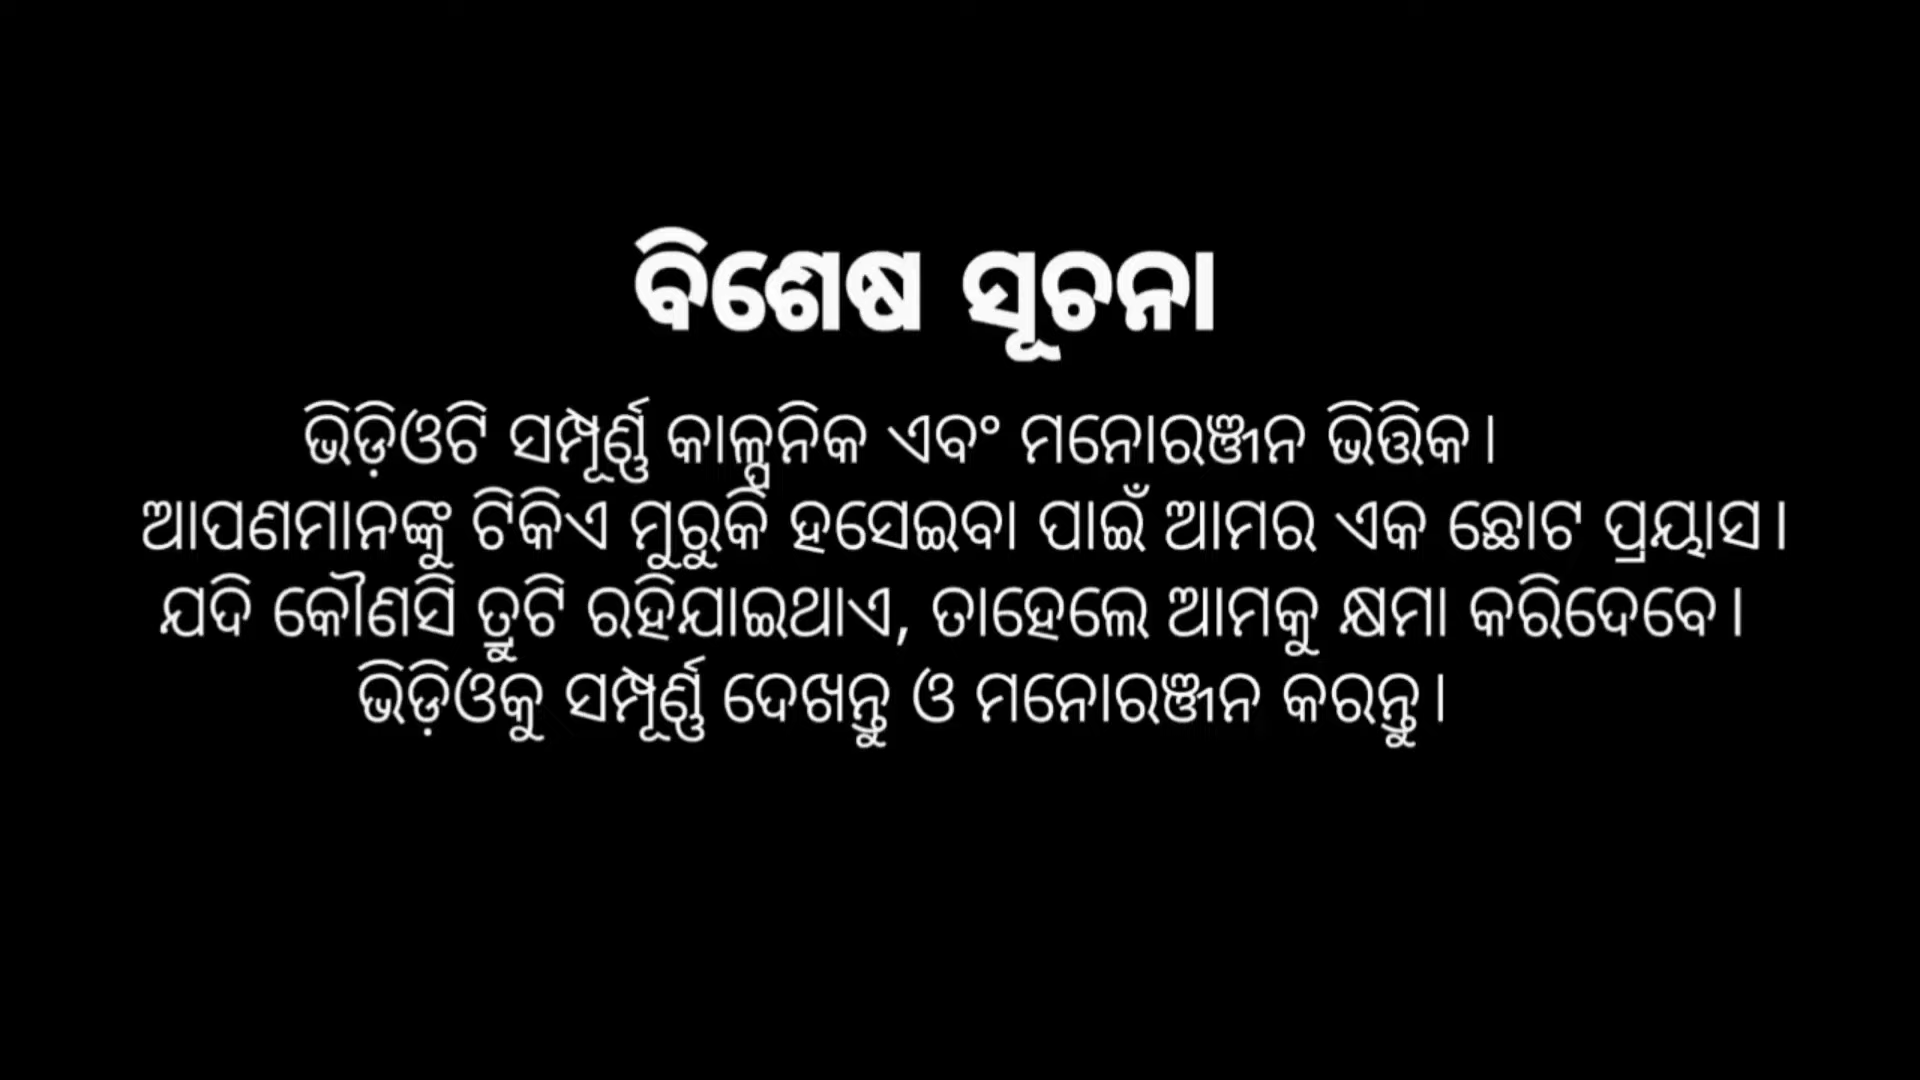 ବିଶେଷ ସୂଚନା
ଭିଡ଼ିଓଟି ସମ୍ପୂର୍ଣ୍ଣ କାଳ୍ପନିକ ଏବଂ ମନୋରଞ୍ଜନ ଭିତ୍ତିକ।
ଆପଣମାନଙ୍କୁ ଟିକିଏ ମୁରୁକି ହସେଇବା ପାଇଁ ଆମର ଏକ ଛୋଟ ପ୍ରୟାସ।
ଯଦି କୌଣସି ତ୍ରୁଟି ରହିଯାଇଥାଏ, ତାହେଲେ ଆମକୁ କ୍ଷମା କରିଦେବେ।
ଭିଡ଼ିଓକୁ ସମ୍ପୂର୍ଣ୍ଣ ଦେଖନ୍ତୁ ଓ ମନୋରଞ୍ଜନ କରନ୍ତୁ।